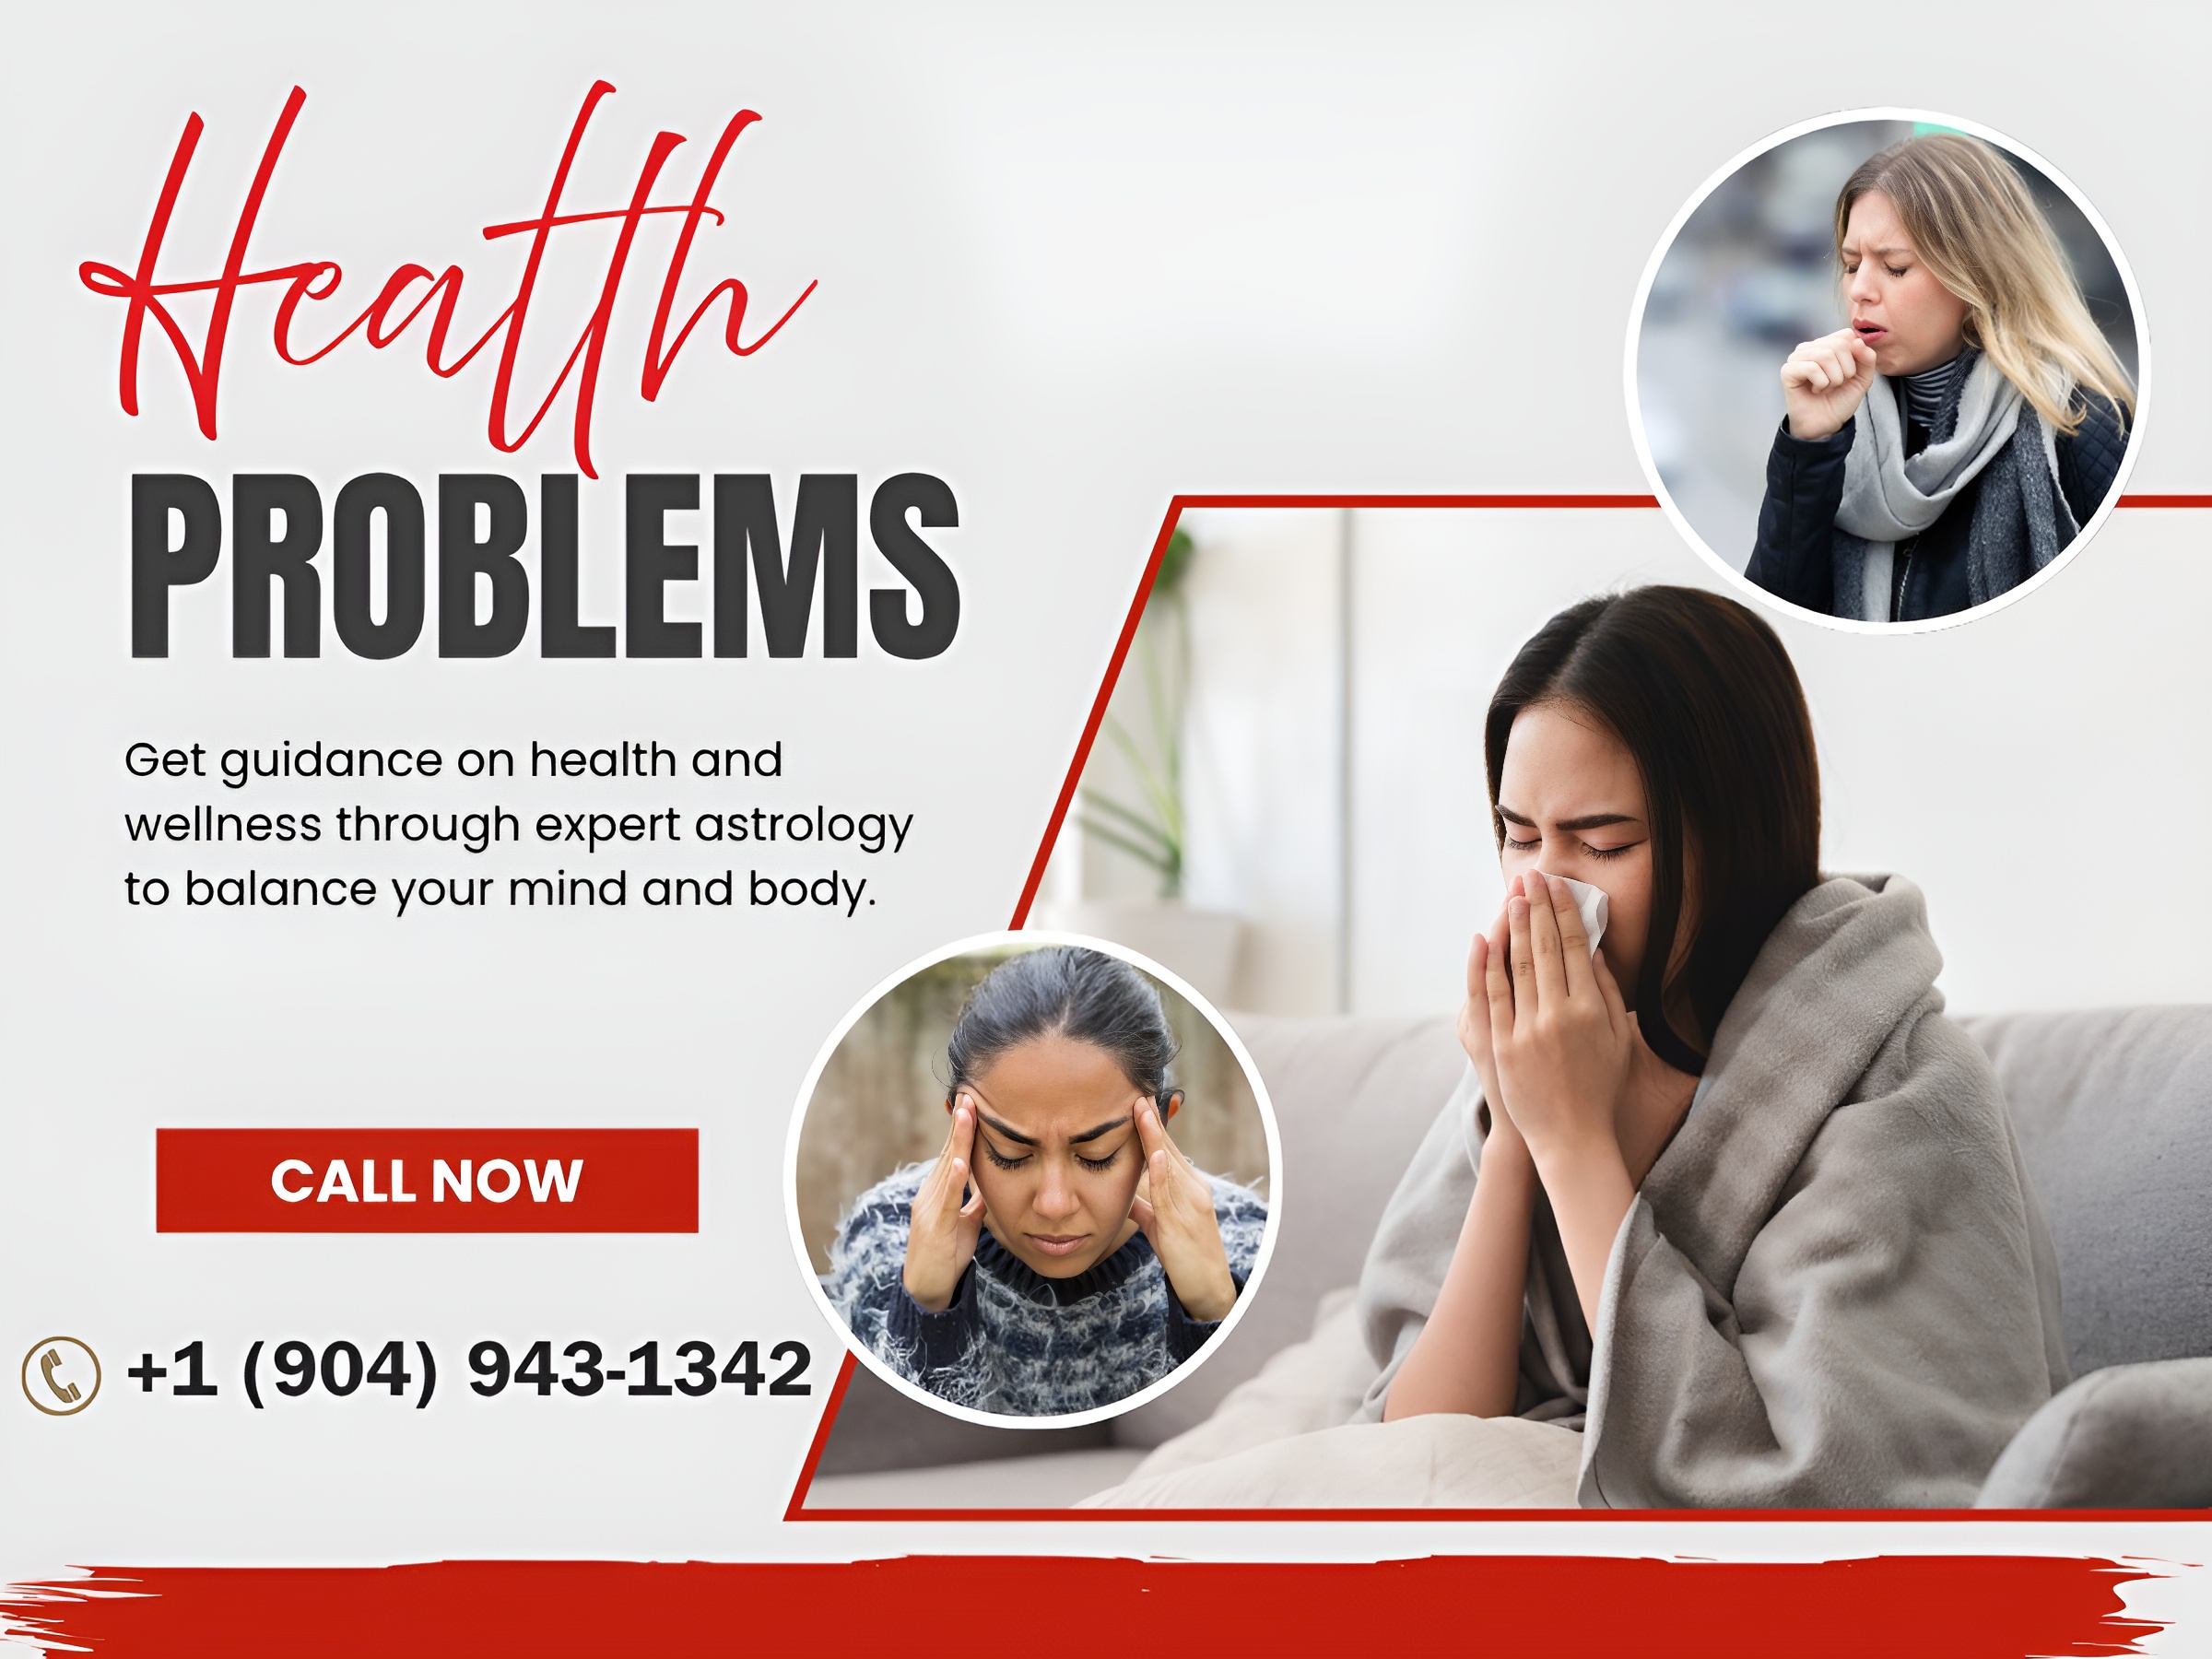 Health
PROBLEMS
Get guidance on health and
wellness through expert astrology
to balance your mind and body.
CALL NOW
+1 (904) 943-1342